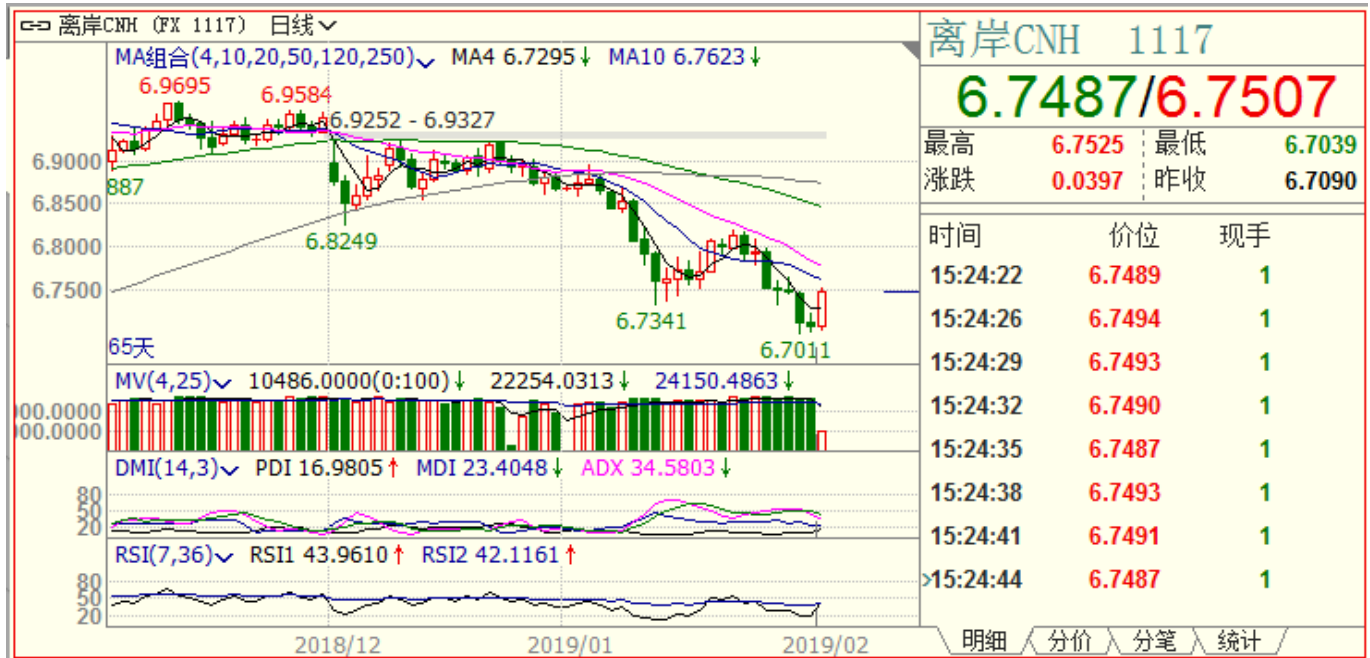 离岸CNH (FX 1117) 日线
MA组合(4,10,20,50,120,250) MA4 6.7295↓ MA10 6.7623↓
6.9695
6.9584
6.9252 - 6.9327
6.9000
887
6.8500
6.8249
6.8000
6.7500
6.7341
6.7011
65天
MV(4,25) 10486.0000(0:100)↓ 22254.0313↓ 24150.4863↓
000.0000
000.0000
DMI(14,3) PDI 16.9805↑ MDI 23.4048↓ ADX 34.5803↓
80
50
20
RSI(7,36) RSI1 43.9610↑ RSI2 42.1161↑
80
50
20
2018/12 2019/01 2019/02
离岸CNH 1117
6.7487/6.7507
最高 6.7525 最低 6.7039
涨跌 0.0397 昨收 6.7090
时间 价位 现手
15:24:22 6.7489 1
15:24:26 6.7494 1
15:24:29 6.7493 1
15:24:32 6.7490 1
15:24:35 6.7487 1
15:24:38 6.7493 1
15:24:41 6.7491 1
>15:24:44 6.7487 1
明细 分价 分笔 统计